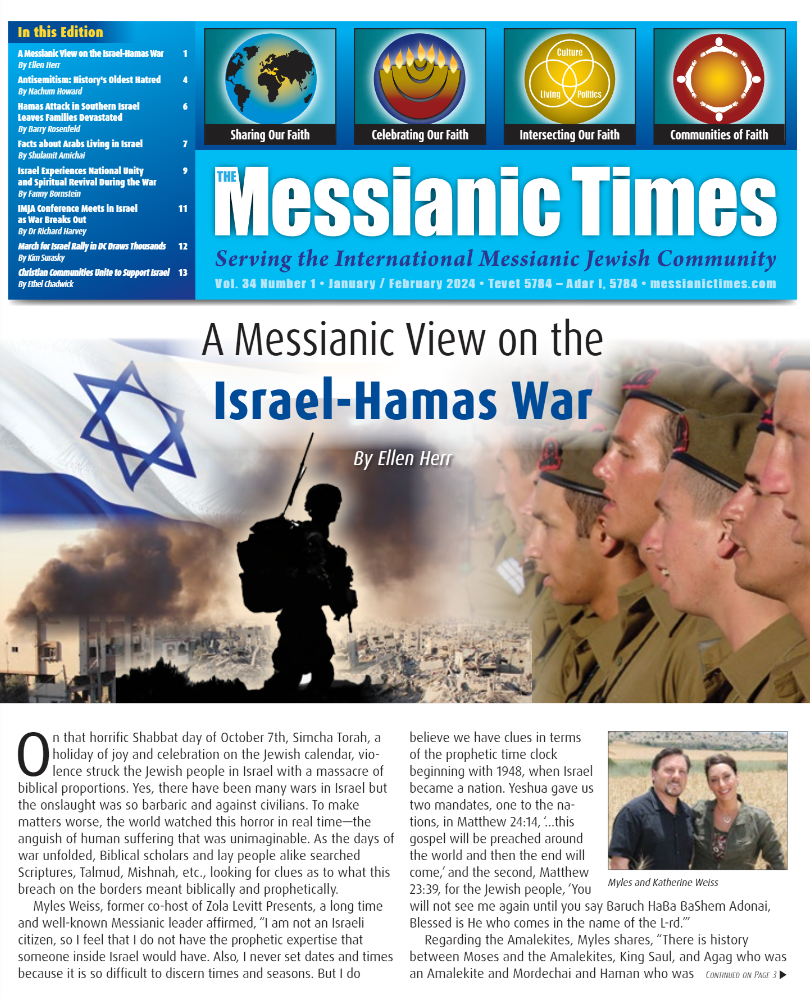 In this Edition
A Messianic View on the Israel-Hamas War 1
By Ellen Herr
Antisemitism: History's Oldest Hatred 4
By Nachum Howard
Hamas Attack in Southern Israel 6
Leaves Families Devastated
By Barry Rosenfeld
Facts about Arabs Living in Israel 7
By Shulamit Amichai
Israel Experiences National Unity 9
and Spiritual Revival During the War
By Fanny Bornstein
IMJA Conference Meets in Israel 11
as War Breaks Out
By Dr Richard Harvey
March for Israel Rally in DC Draws Thousands 12
By Kim Surasky
Christian Communities Unite to Support Israel 13
By Ethel Chadwick
Sharing Our Faith
Celebrating Our Faith
Culture
Living
Politics
Intersecting Our Faith
Communities of Faith
THE
Messianic Times
Serving the International Messianic Jewish Community
Vol. 34 Number 1 • January / February 2024 • Tevet 5784 – Adar I, 5784 • messianictimes.com
A Messianic View on the
Israel-Hamas War
By Ellen Herr
On that horrific Shabbat day of October 7th, Simcha Torah, a
holiday of joy and celebration on the Jewish calendar, vio-
lence struck the Jewish people in Israel with a massacre of
biblical proportions. Yes, there have been many wars in Israel but
the onslaught was so barbaric and against civilians. To make
matters worse, the world watched this horror in real time—the
anguish of human suffering that was unimaginable. As the days of
war unfolded, Biblical scholars and lay people alike searched
Scriptures, Talmud, Mishnah, etc., looking for clues as to what this
breach on the borders meant biblically and prophetically.
Myles Weiss, former co-host of Zola Levitt Presents, a long time
and well-known Messianic leader affirmed, “I am not an Israeli
citizen, so I feel that I do not have the prophetic expertise that
someone inside Israel would have. Also, I never set dates and times
because it is so difficult to discern times and seasons. But I do
believe we have clues in terms
of the prophetic time clock
beginning with 1948, when Israel
became a nation. Yeshua gave us
two mandates, one to the na-
tions, in Matthew 24:14, ‘...this
gospel will be preached around
the world and then the end will
come,’ and the second, Matthew
23:39, for the Jewish people, ‘You
will not see me again until you say Baruch HaBa BaShem Adonai,
Blessed is He who comes in the name of the L-rd.’”
Regarding the Amalekites, Myles shares, “There is history
between Moses and the Amalekites, King Saul, and Agag who was
an Amalekite and Mordechai and Haman who was
Myles and Katherine Weiss
Continued on Page 3 ▶